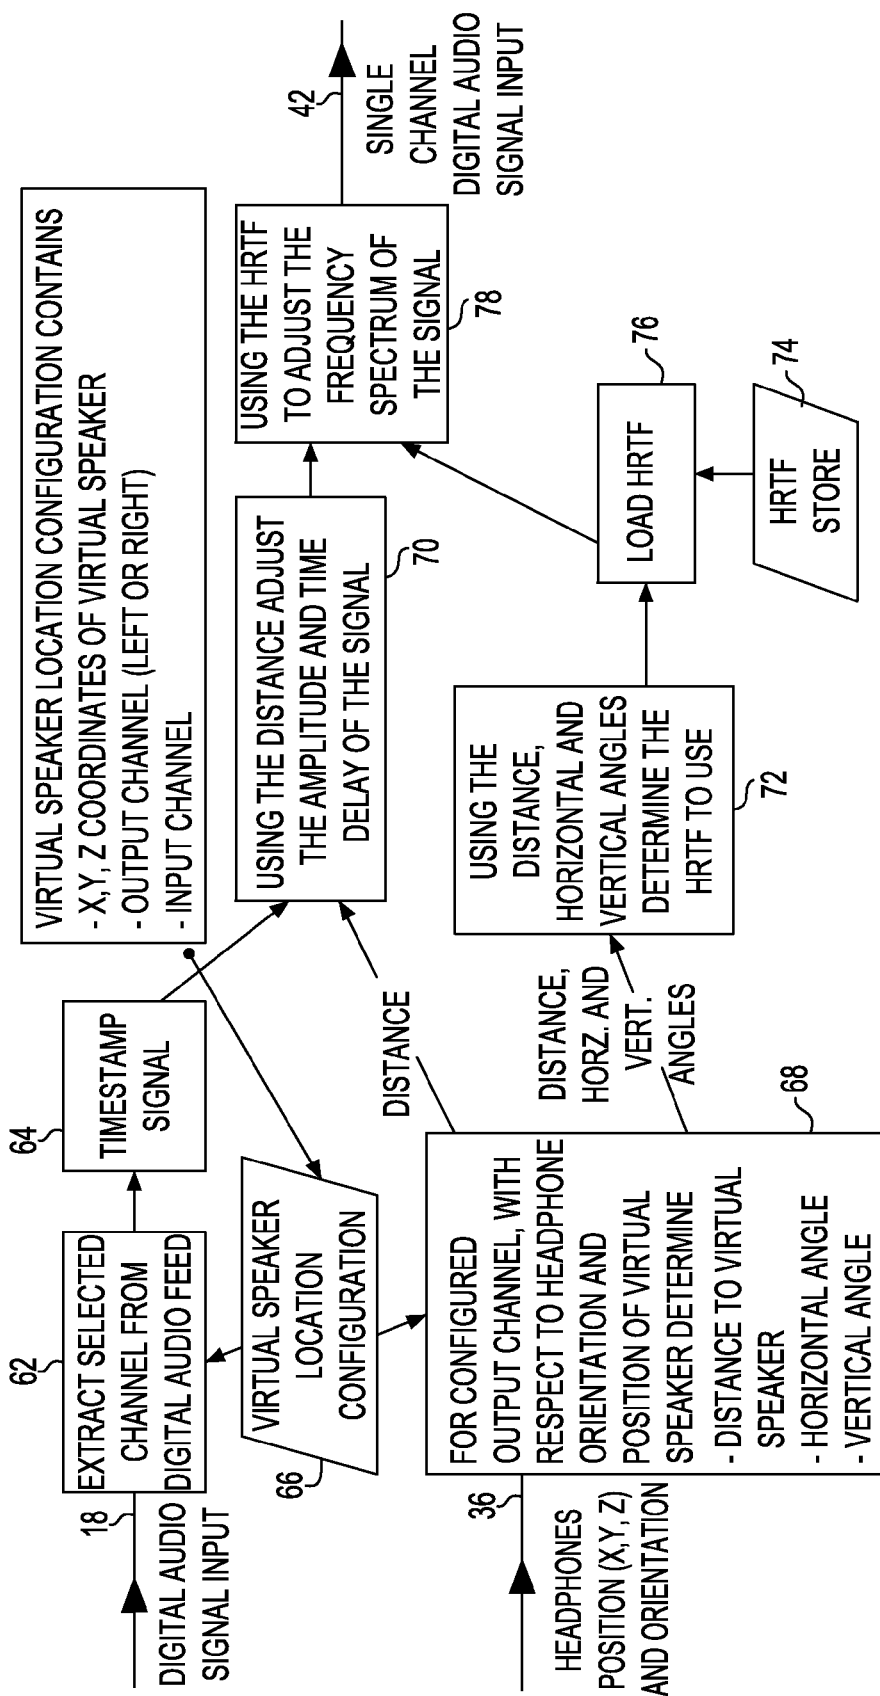 18
DIGITAL AUDIO
SIGNAL INPUT
62
EXTRACT SELECTED
CHANNEL FROM
DIGITAL AUDIO FEED
64
TIMESTAMP
SIGNAL
VIRTUAL SPEAKER LOCATION CONFIGURATION CONTAINS
- X,Y, Z COORDINATES OF VIRTUAL SPEAKER
- OUTPUT CHANNEL (LEFT OR RIGHT)
- INPUT CHANNEL
66
VIRTUAL SPEAKER
LOCATION
CONFIGURATION
36
HEADPHONES
POSITION (X,Y, Z)
AND ORIENTATION
FOR CONFIGURED
OUTPUT CHANNEL, WITH
RESPECT TO HEADPHONE
ORIENTATION AND
POSITION OF VIRTUAL
SPEAKER DETERMINE
- DISTANCE TO VIRTUAL
SPEAKER
- HORIZONTAL ANGLE
- VERTICAL ANGLE
68
DISTANCE
DISTANCE,
HORZ. AND
VERT.
ANGLES
USING THE DISTANCE ADJUST
THE AMPLITUDE AND TIME
DELAY OF THE SIGNAL
70
USING THE
DISTANCE,
HORIZONTAL AND
VERTICAL ANGLES
DETERMINE THE
HRTF TO USE
72
LOAD HRTF
76
HRTF
STORE
74
USING THE HRTF
TO ADJUST THE
FREQUENCY
SPECTRUM OF
THE SIGNAL
78
42
SINGLE
CHANNEL
DIGITAL AUDIO
SIGNAL INPUT